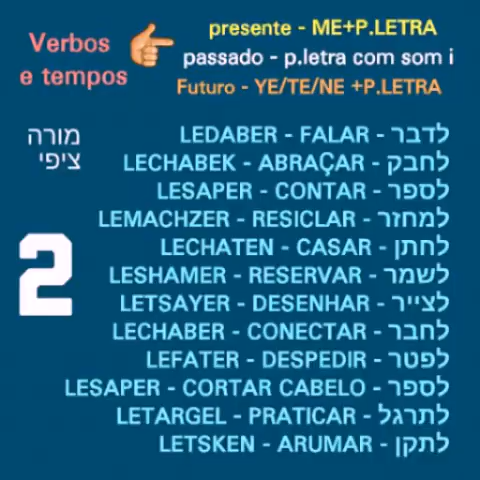 Verbos
e tempos
presente - ME+P.LETRA
passado - p.letra com som i
Futuro - YE/TE/NE +P.LETRA
מורה
ציפי
2
LEDABER - FALAR - לדבר
LECHABEK - ABRAÇAR - לחבק
LESAPER - CONTAR - לספר
LEMACHZER - RESICLAR - למחזר
LECHATEN - CASAR - לחתן
LESHAMER - RESERVAR - לשמר
LETSAYER - DESENHAR - לצייר
LECHABER - CONECTAR - לחבר
LEFATER - DESPEDIR - לפטר
LESAPER - CORTAR CABELO - לספר
LETARGEL - PRATICAR - לתרגל
LETSKEN - ARUMAR - לתקן